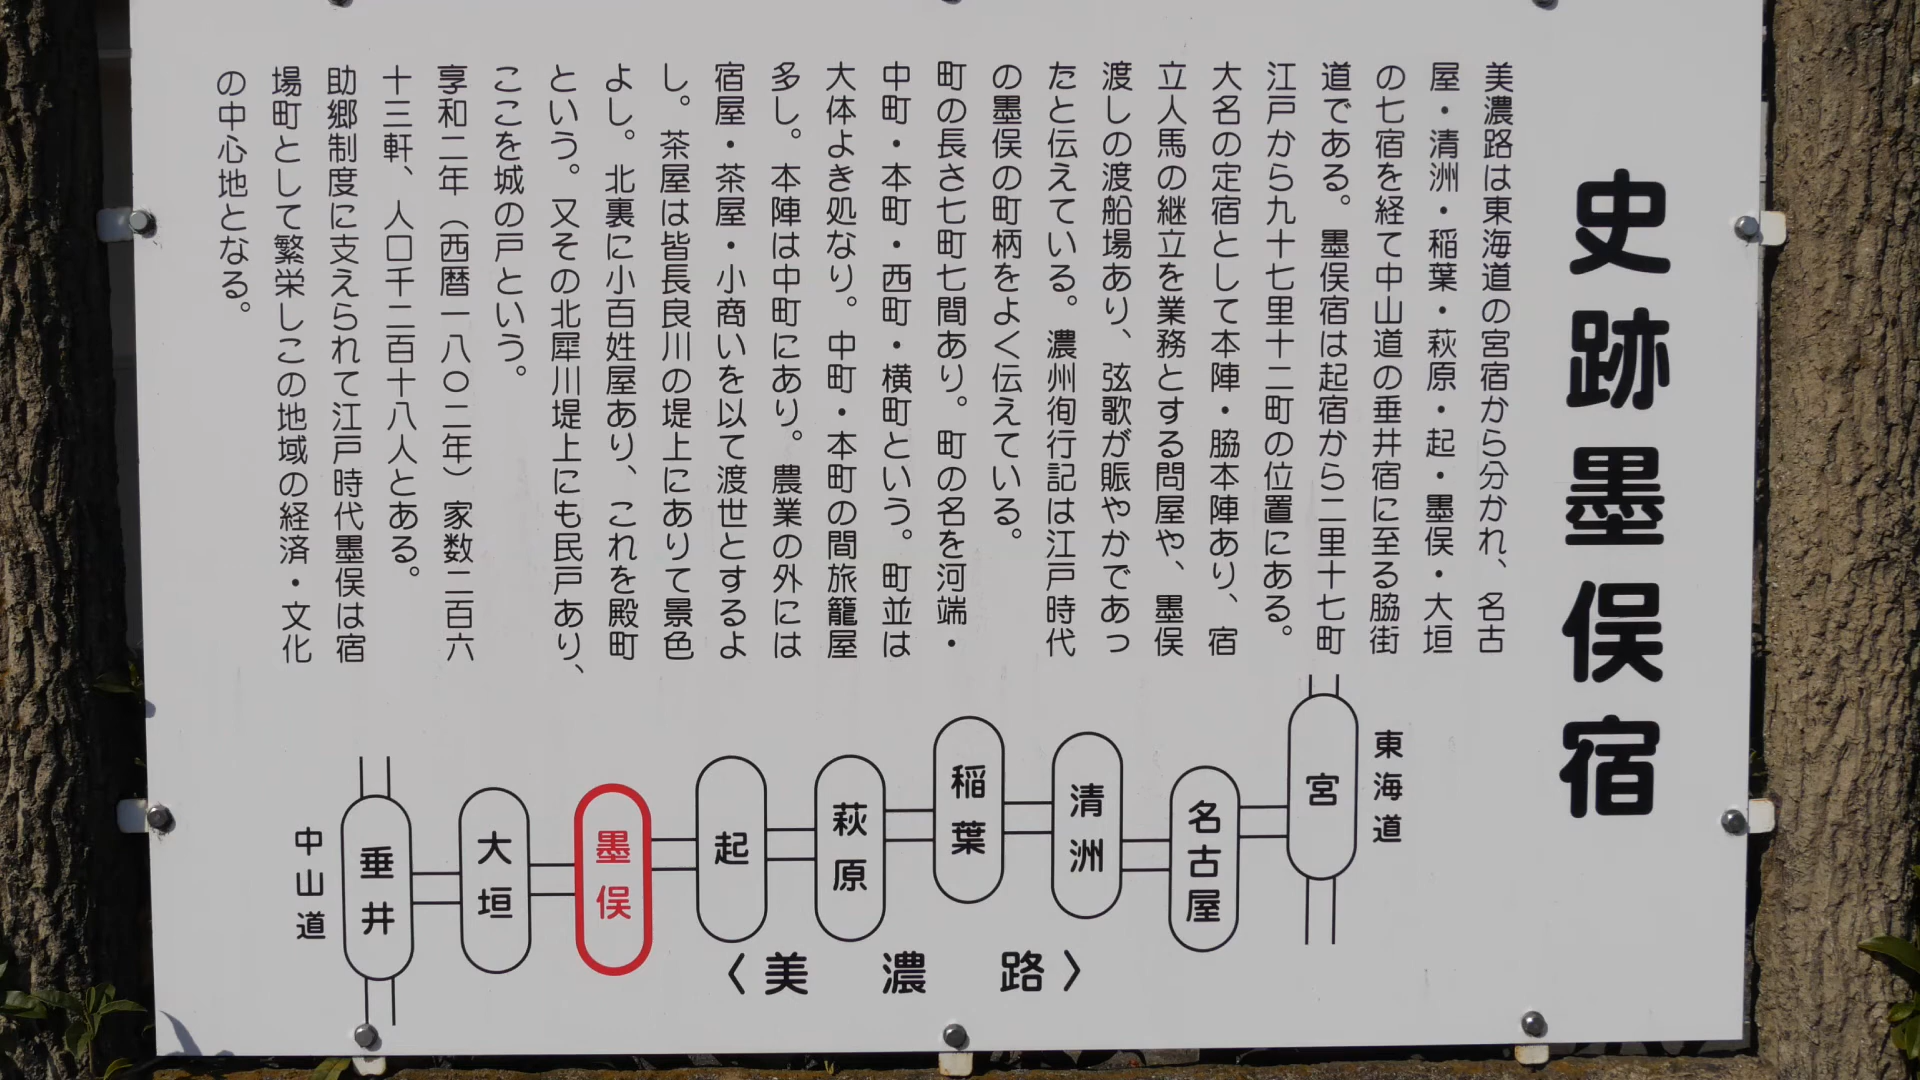 史跡墨俣宿
美濃路は東海道の宮宿から分かれ、名古
屋・清洲・稲葉・萩原・起・墨俣・大垣
の七宿を経て中山道の垂井宿に至る脇街
道である。墨俣宿は起宿から二里十七町
江戸から九十七里十二町の位置にある。
大名の定宿として本陣・脇本陣あり、宿
立人馬の継立を業務とする問屋や、墨俣
渡しの渡船場あり、弦歌が賑やかであっ
たと伝えている。濃州徇行記は江戸時代
の墨俣の町柄をよく伝えている。
町の長さ七町七間あり。町の名を河端・
中町・本町・西町・横町という。町並は
大体よき処なり。中町・本町の間旅籠屋
多し。本陣は中町にあり。農業の外には
宿屋・茶屋・小商いを以て渡世とするよ
し。茶屋は皆長良川の堤上にありて景色
よし。北裏に小百姓屋あり、これを殿町
という。又その北犀川堤上にも民戸あり、
ここを城の戸という。
享和二年（西暦一八〇二年）家数二百六
十三軒、人口千二百十八人とある。
助郷制度に支えられて江戸時代墨俣は宿
場町として繁栄しこの地域の経済・文化
の中心地となる。
東海道
宮
名古屋
清洲
稲葉
萩原
起
墨俣
大垣
垂井
中山道
〈美濃路〉